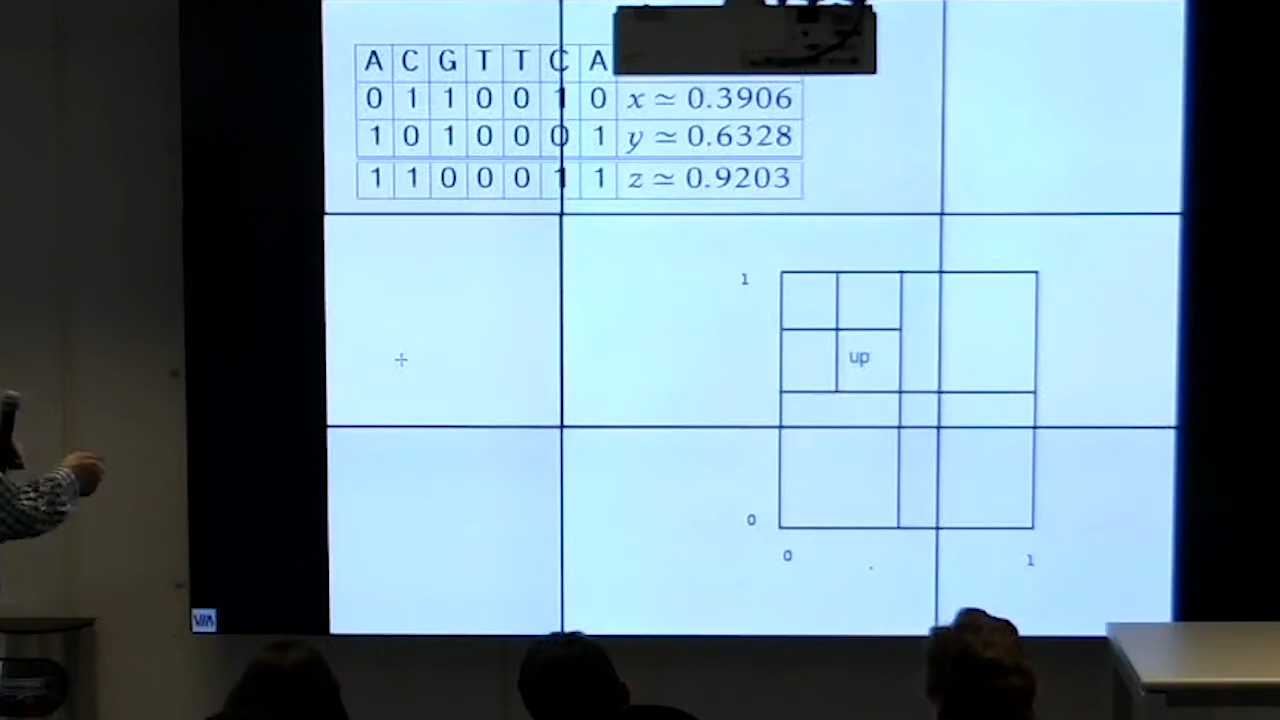 A C G T T C A
0 1 1 0 0 1 0 x ≃ 0.3906
1 0 1 0 0 0 1 y ≃ 0.6328
1 1 0 0 0 1 1 z ≃ 0.9203
1
up
0
0 1